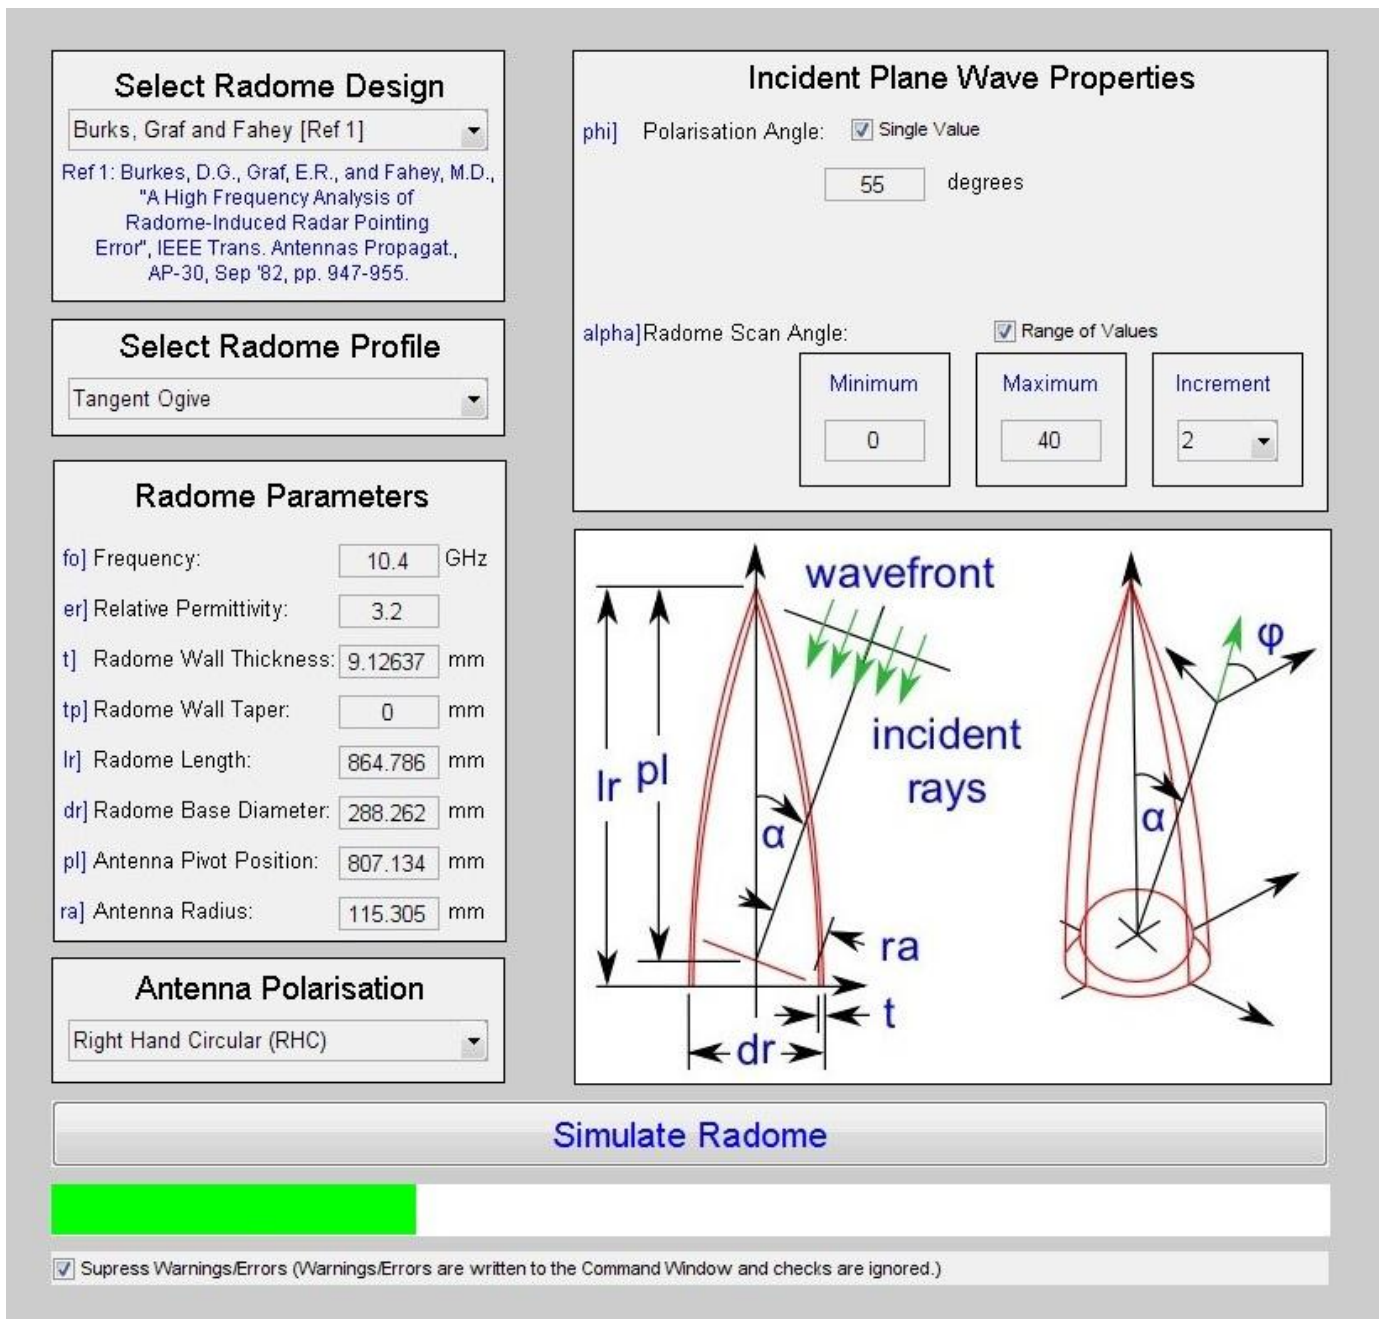 Select Radome Design
Burks, Graf and Fahey [Ref 1]
Ref 1: Burkes, D.G., Graf, E.R., and Fahey, M.D.,
"A High Frequency Analysis of
Radome-Induced Radar Pointing
Error", IEEE Trans. Antennas Propagat.,
AP-30, Sep '82, pp. 947-955.
Select Radome Profile
Tangent Ogive
Radome Parameters
fo] Frequency: 10.4 GHz
er] Relative Permittivity: 3.2
t] Radome Wall Thickness: 9.12637 mm
tp] Radome Wall Taper: 0 mm
lr] Radome Length: 864.786 mm
dr] Radome Base Diameter: 288.262 mm
pl] Antenna Pivot Position: 807.134 mm
ra] Antenna Radius: 115.305 mm
Antenna Polarisation
Right Hand Circular (RHC)
Incident Plane Wave Properties
phi] Polarisation Angle: Single Value
55 degrees
alpha] Radome Scan Angle: Range of Values
Minimum Maximum Increment
0 40 2
wavefront
φ
incident
rays
lr pl
α
α
ra
t
dr
Simulate Radome
Supress Warnings/Errors (Warnings/Errors are written to the Command Window and checks are ignored.)